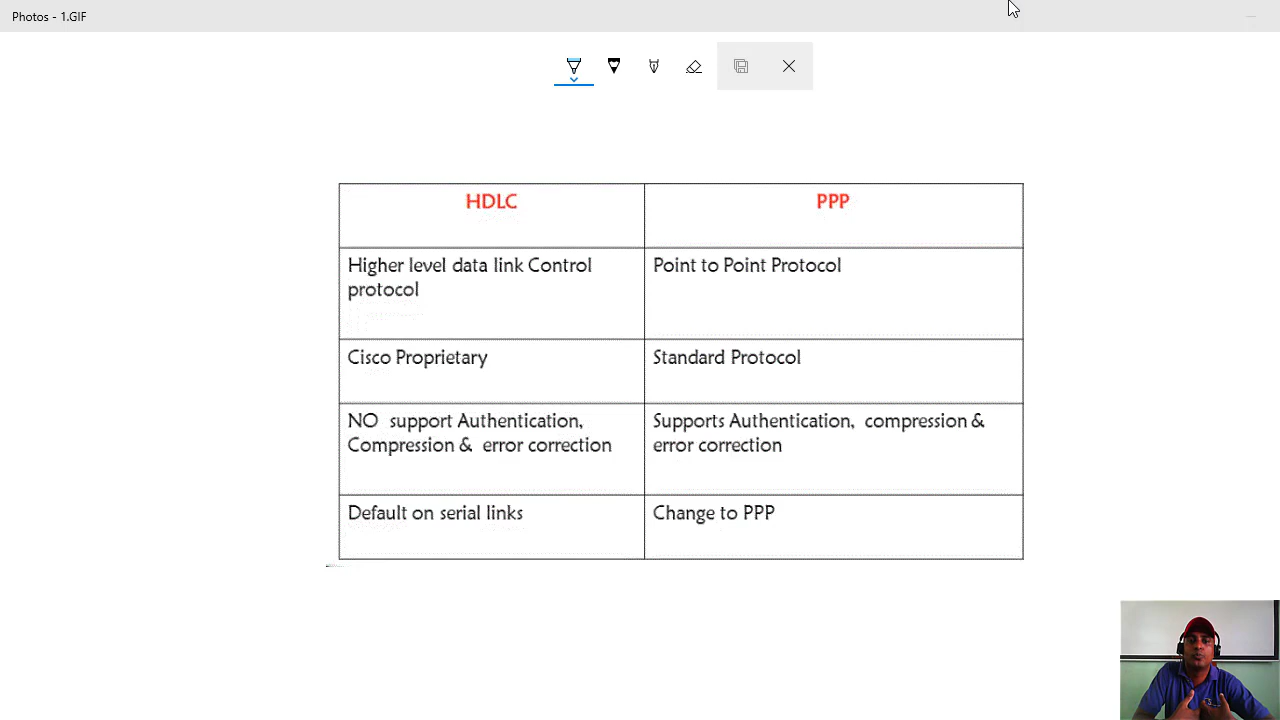 Photos - 1.GIF
HDLC
PPP
Higher level data link Control
protocol
Point to Point Protocol
Cisco Proprietary
Standard Protocol
NO support Authentication,
Compression & error correction
Supports Authentication, compression &
error correction
Default on serial links
Change to PPP